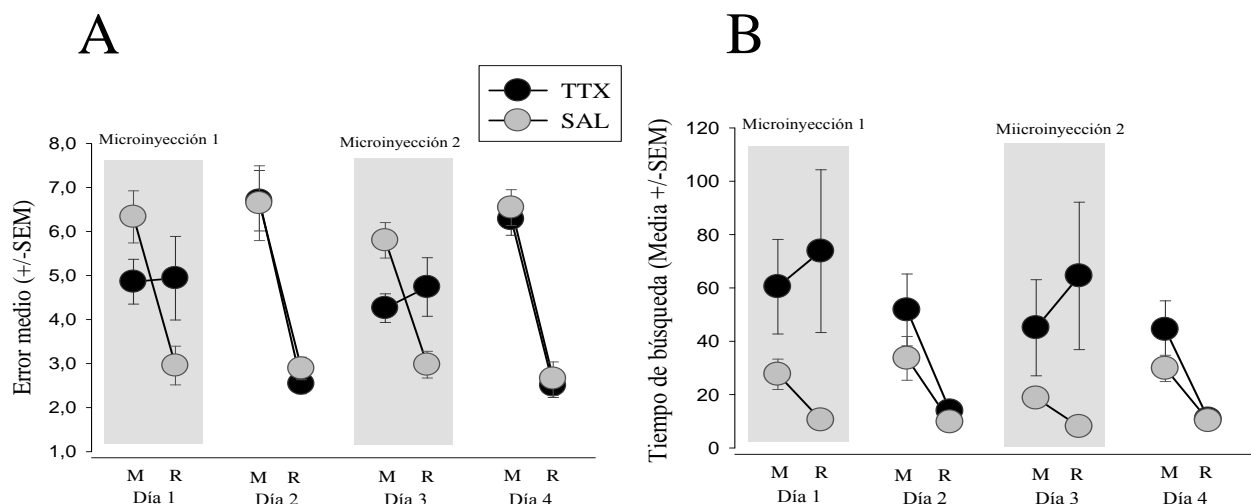 A
B
TTX
SAL
Microinyección 1
Microinyección 2
8,0
7,0
6,0
5,0
4,0
3,0
2,0
1,0
Error medio (+/-SEM)
M R
M R
M R
M R
Día 1
Día 2
Día 3
Día 4
Microinyección 1
Miicroinyección 2
120
100
80
60
40
20
0
Tiempo de búsqueda (Media +/-SEM)
M R
M R
M R
M R
Día 1
Día 2
Día 3
Día 4